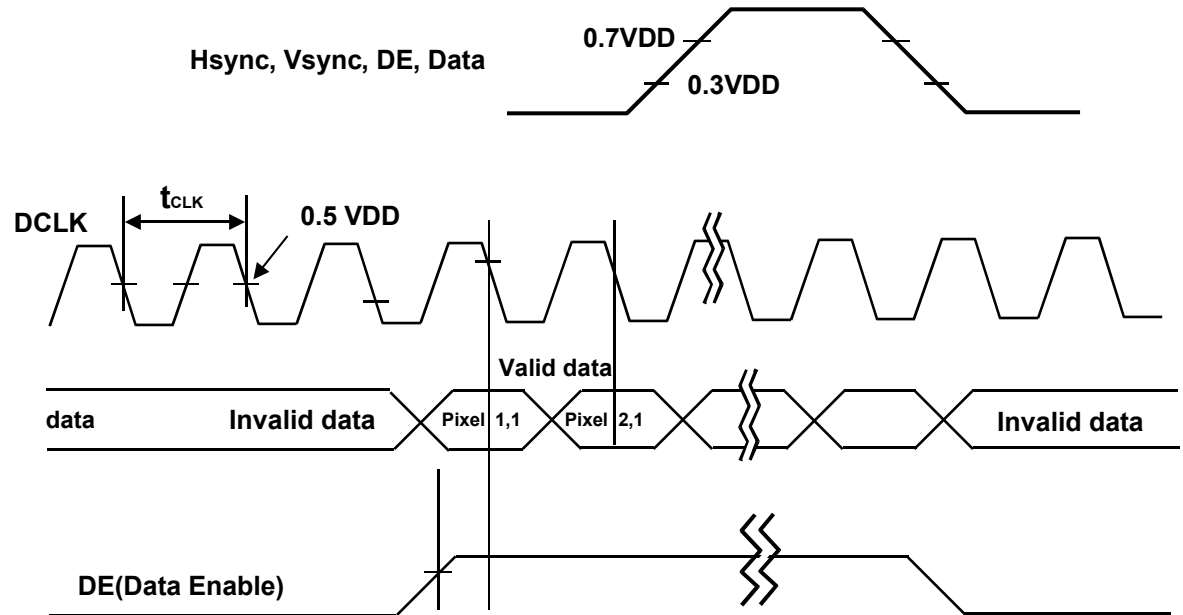 0.7VDD
Hsync, Vsync, DE, Data
0.3VDD
tCLK
0.5 VDD
DCLK
Valid data
data
Invalid data
Pixel 1,1
Pixel 2,1
Invalid data
DE(Data Enable)